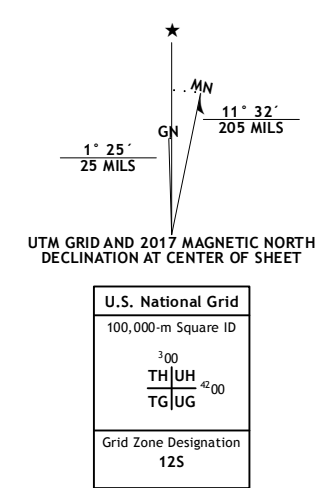 ★
MN
GN
11° 32´
205 MILS
1° 25´
25 MILS
UTM GRID AND 2017 MAGNETIC NORTH
DECLINATION AT CENTER OF SHEET
U.S. National Grid
100,000-m Square ID
300
TH UH
4200
TG UG
Grid Zone Designation
12S